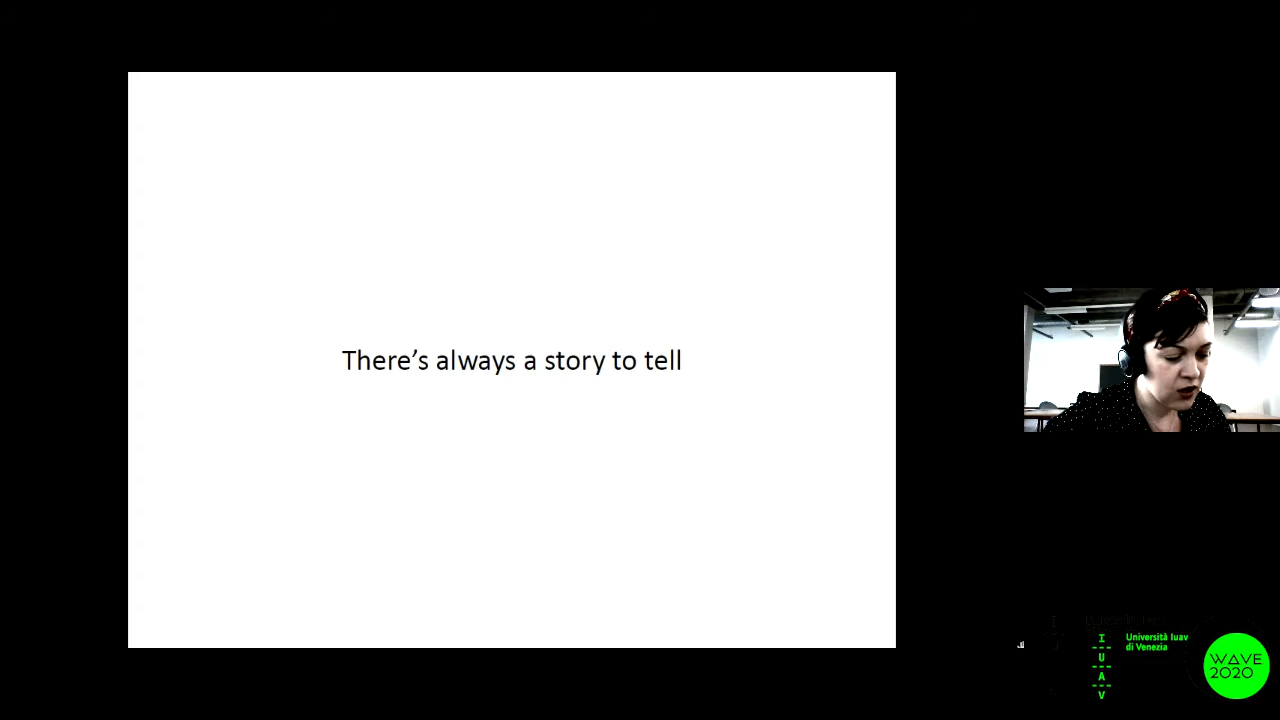 There’s always a story to tell
I
U
A
V
Università Iuav
di Venezia
WAVE
2020